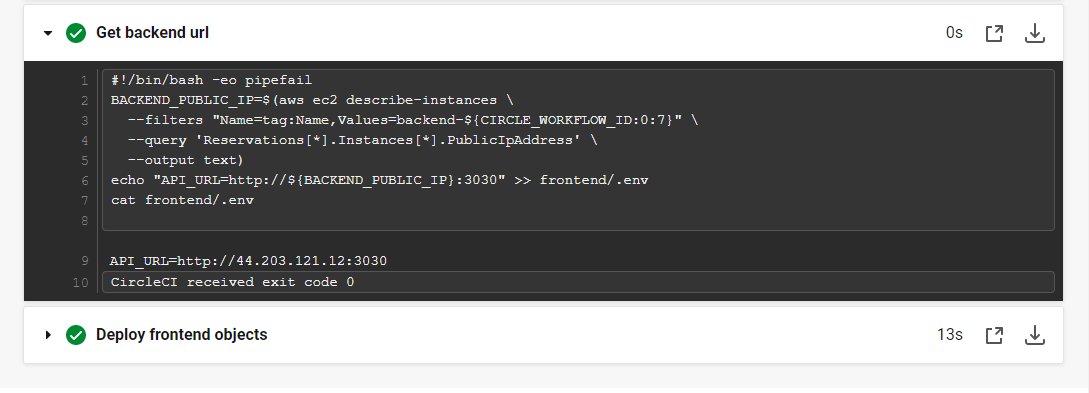 Get backend url 0s
1 #!/bin/bash -eo pipefail
2 BACKEND_PUBLIC_IP=$(aws ec2 describe-instances \
3 --filters "Name=tag:Name,Values=backend-${CIRCLE_WORKFLOW_ID:0:7}" \
4 --query 'Reservations[*].Instances[*].PublicIpAddress' \
5 --output text)
6 echo "API_URL=http://${BACKEND_PUBLIC_IP}:3030" >> frontend/.env
7 cat frontend/.env
8
9 API_URL=http://44.203.121.12:3030
10 CircleCI received exit code 0
Deploy frontend objects 13s